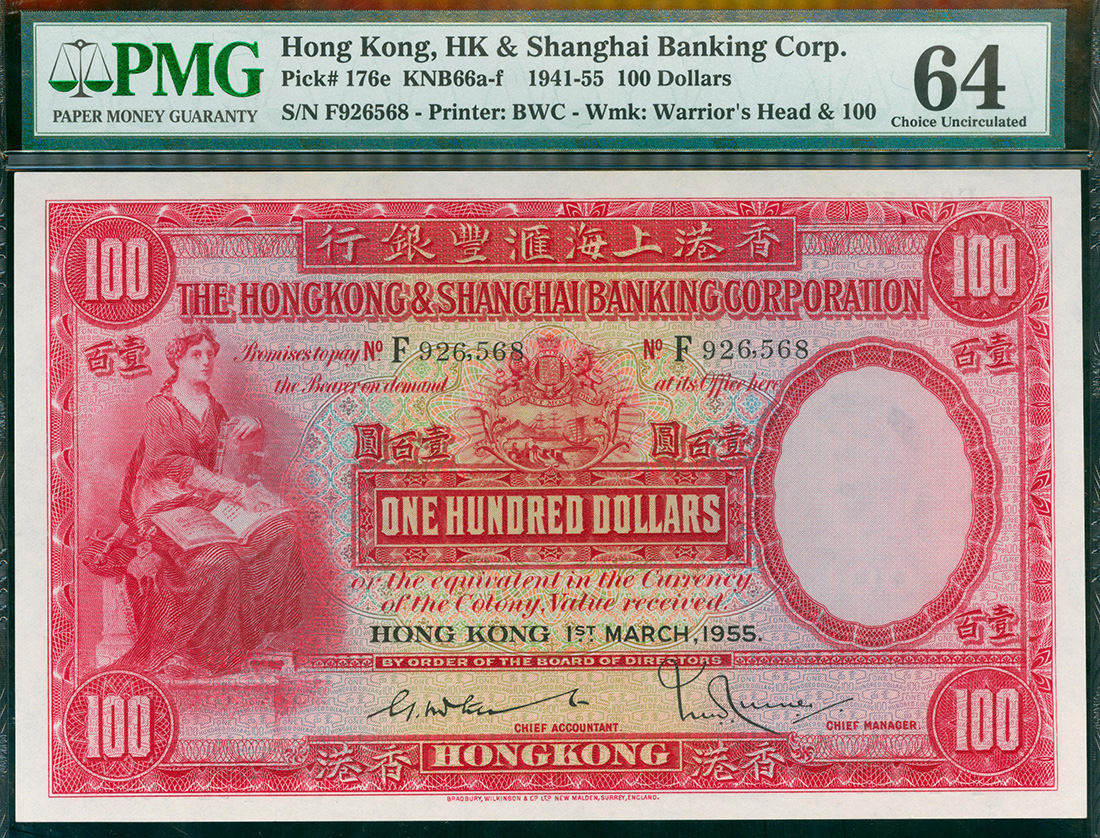 PMG
PAPER MONEY GUARANTY
Hong Kong, HK & Shanghai Banking Corp.
Pick# 176e KNB66a-f 1941-55 100 Dollars
S/N F926568 - Printer: BWC - Wmk: Warrior's Head & 100
64
Choice Uncirculated
100
行銀豐滙海上港香
100
THE HONGKONG & SHANGHAI BANKING CORPORATION
百壹
Promises to pay No F 926,568
No F 926,568
百壹
the Bearer on demand
at its Office here
圓百壹
圓百壹
ONE HUNDRED DOLLARS
or the equivalent in the Currency
of the Colony, Value received.
百壹
HONG KONG 1ST MARCH, 1955.
BY ORDER OF THE BOARD OF DIRECTORS
100
CHIEF ACCOUNTANT.
CHIEF MANAGER.
100
港香
HONGKONG
港香
BRADBURY, WILKINSON & Co LTD NEW MALDEN, SURREY, ENGLAND.